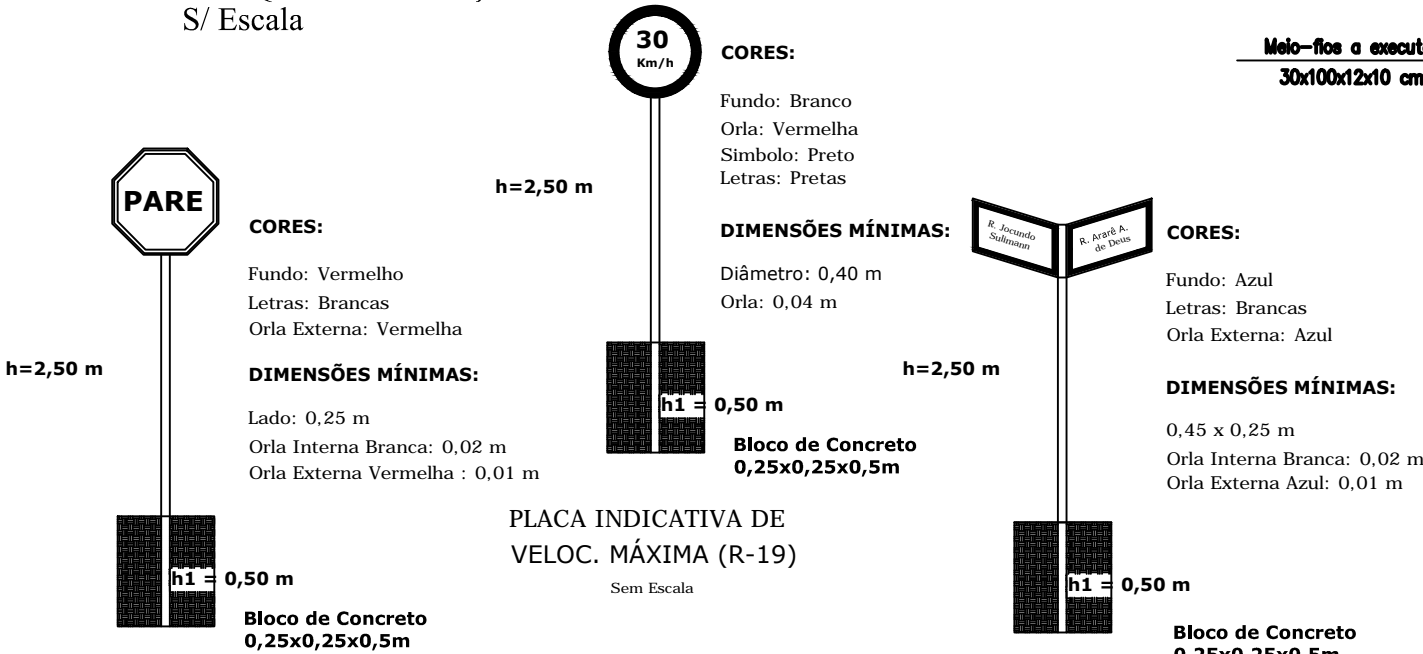 S/ Escala
30
Km/h
CORES:
Fundo: Branco
Orla: Vermelha
Simbolo: Preto
Letras: Pretas
h=2,50 m
DIMENSÕES MÍNIMAS:
Diâmetro: 0,40 m
Orla: 0,04 m
h1 = 0,50 m
Bloco de Concreto
0,25x0,25x0,5m
PLACA INDICATIVA DE
VELOC. MÁXIMA (R-19)
Sem Escala
Meio-fios a execut
30x100x12x10 cm
PARE
CORES:
Fundo: Vermelho
Letras: Brancas
Orla Externa: Vermelha
h=2,50 m
DIMENSÕES MÍNIMAS:
Lado: 0,25 m
Orla Interna Branca: 0,02 m
Orla Externa Vermelha : 0,01 m
h1 = 0,50 m
Bloco de Concreto
0,25x0,25x0,5m
R. Jocundo
Sullmann
R. Ararê A.
de Deus
CORES:
Fundo: Azul
Letras: Brancas
Orla Externa: Azul
h=2,50 m
DIMENSÕES MÍNIMAS:
0,45 x 0,25 m
Orla Interna Branca: 0,02 m
Orla Externa Azul: 0,01 m
h1 = 0,50 m
Bloco de Concreto
0,25x0,25x0,5m